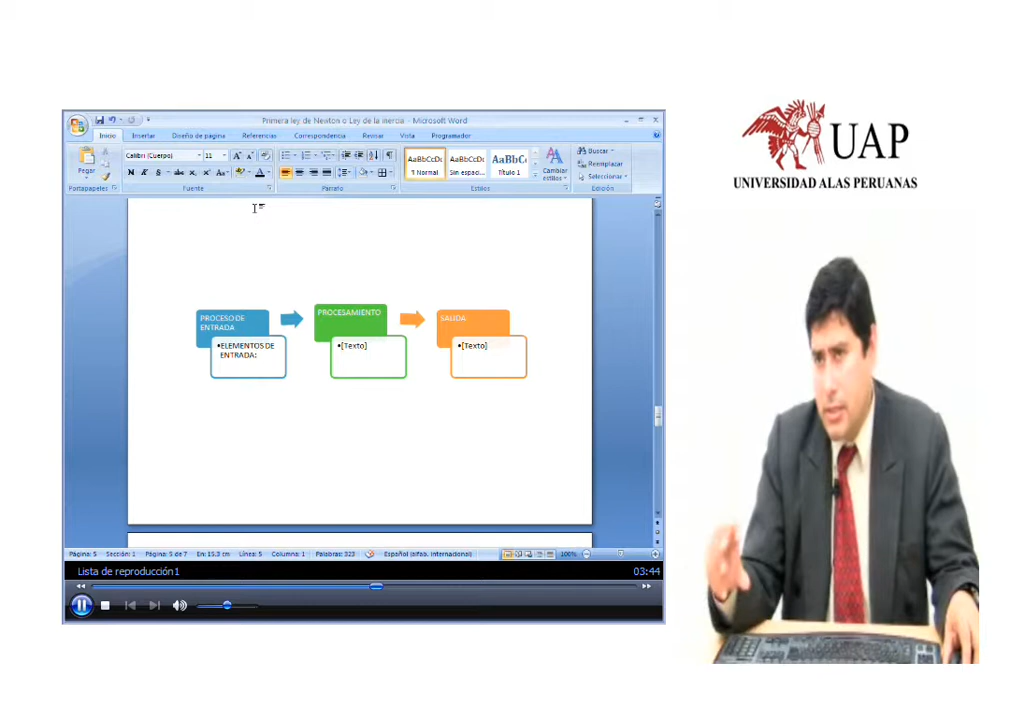 Primera ley de Newton o Ley de la inercia - Microsoft Word
Inicio Insertar Diseño de página Referencias Correspondencia Revisar Vista Programador
Calibri (Cuerpo) 11
Pegar
AaBbCcDc AaBbCcDc AaBbC
¶ Normal Sin espaci... Título 1
Cambiar estilos
Buscar
Reemplazar
Seleccionar
Portapapeles Fuente Párrafo Estilos Edición
PROCESO DE
ENTRADA
•ELEMENTOS DE
ENTRADA:
PROCESAMIENTO
•[Texto]
SALIDA
•[Texto]
Página: 5 Sección: 1 Página: 5 de 7 En: 15.3 cm Línea: 5 Columna: 1 Palabras: 323 Español (alfab. internacional) 100%
Lista de reproducción1 03:44
UAP
UNIVERSIDAD ALAS PERUANAS